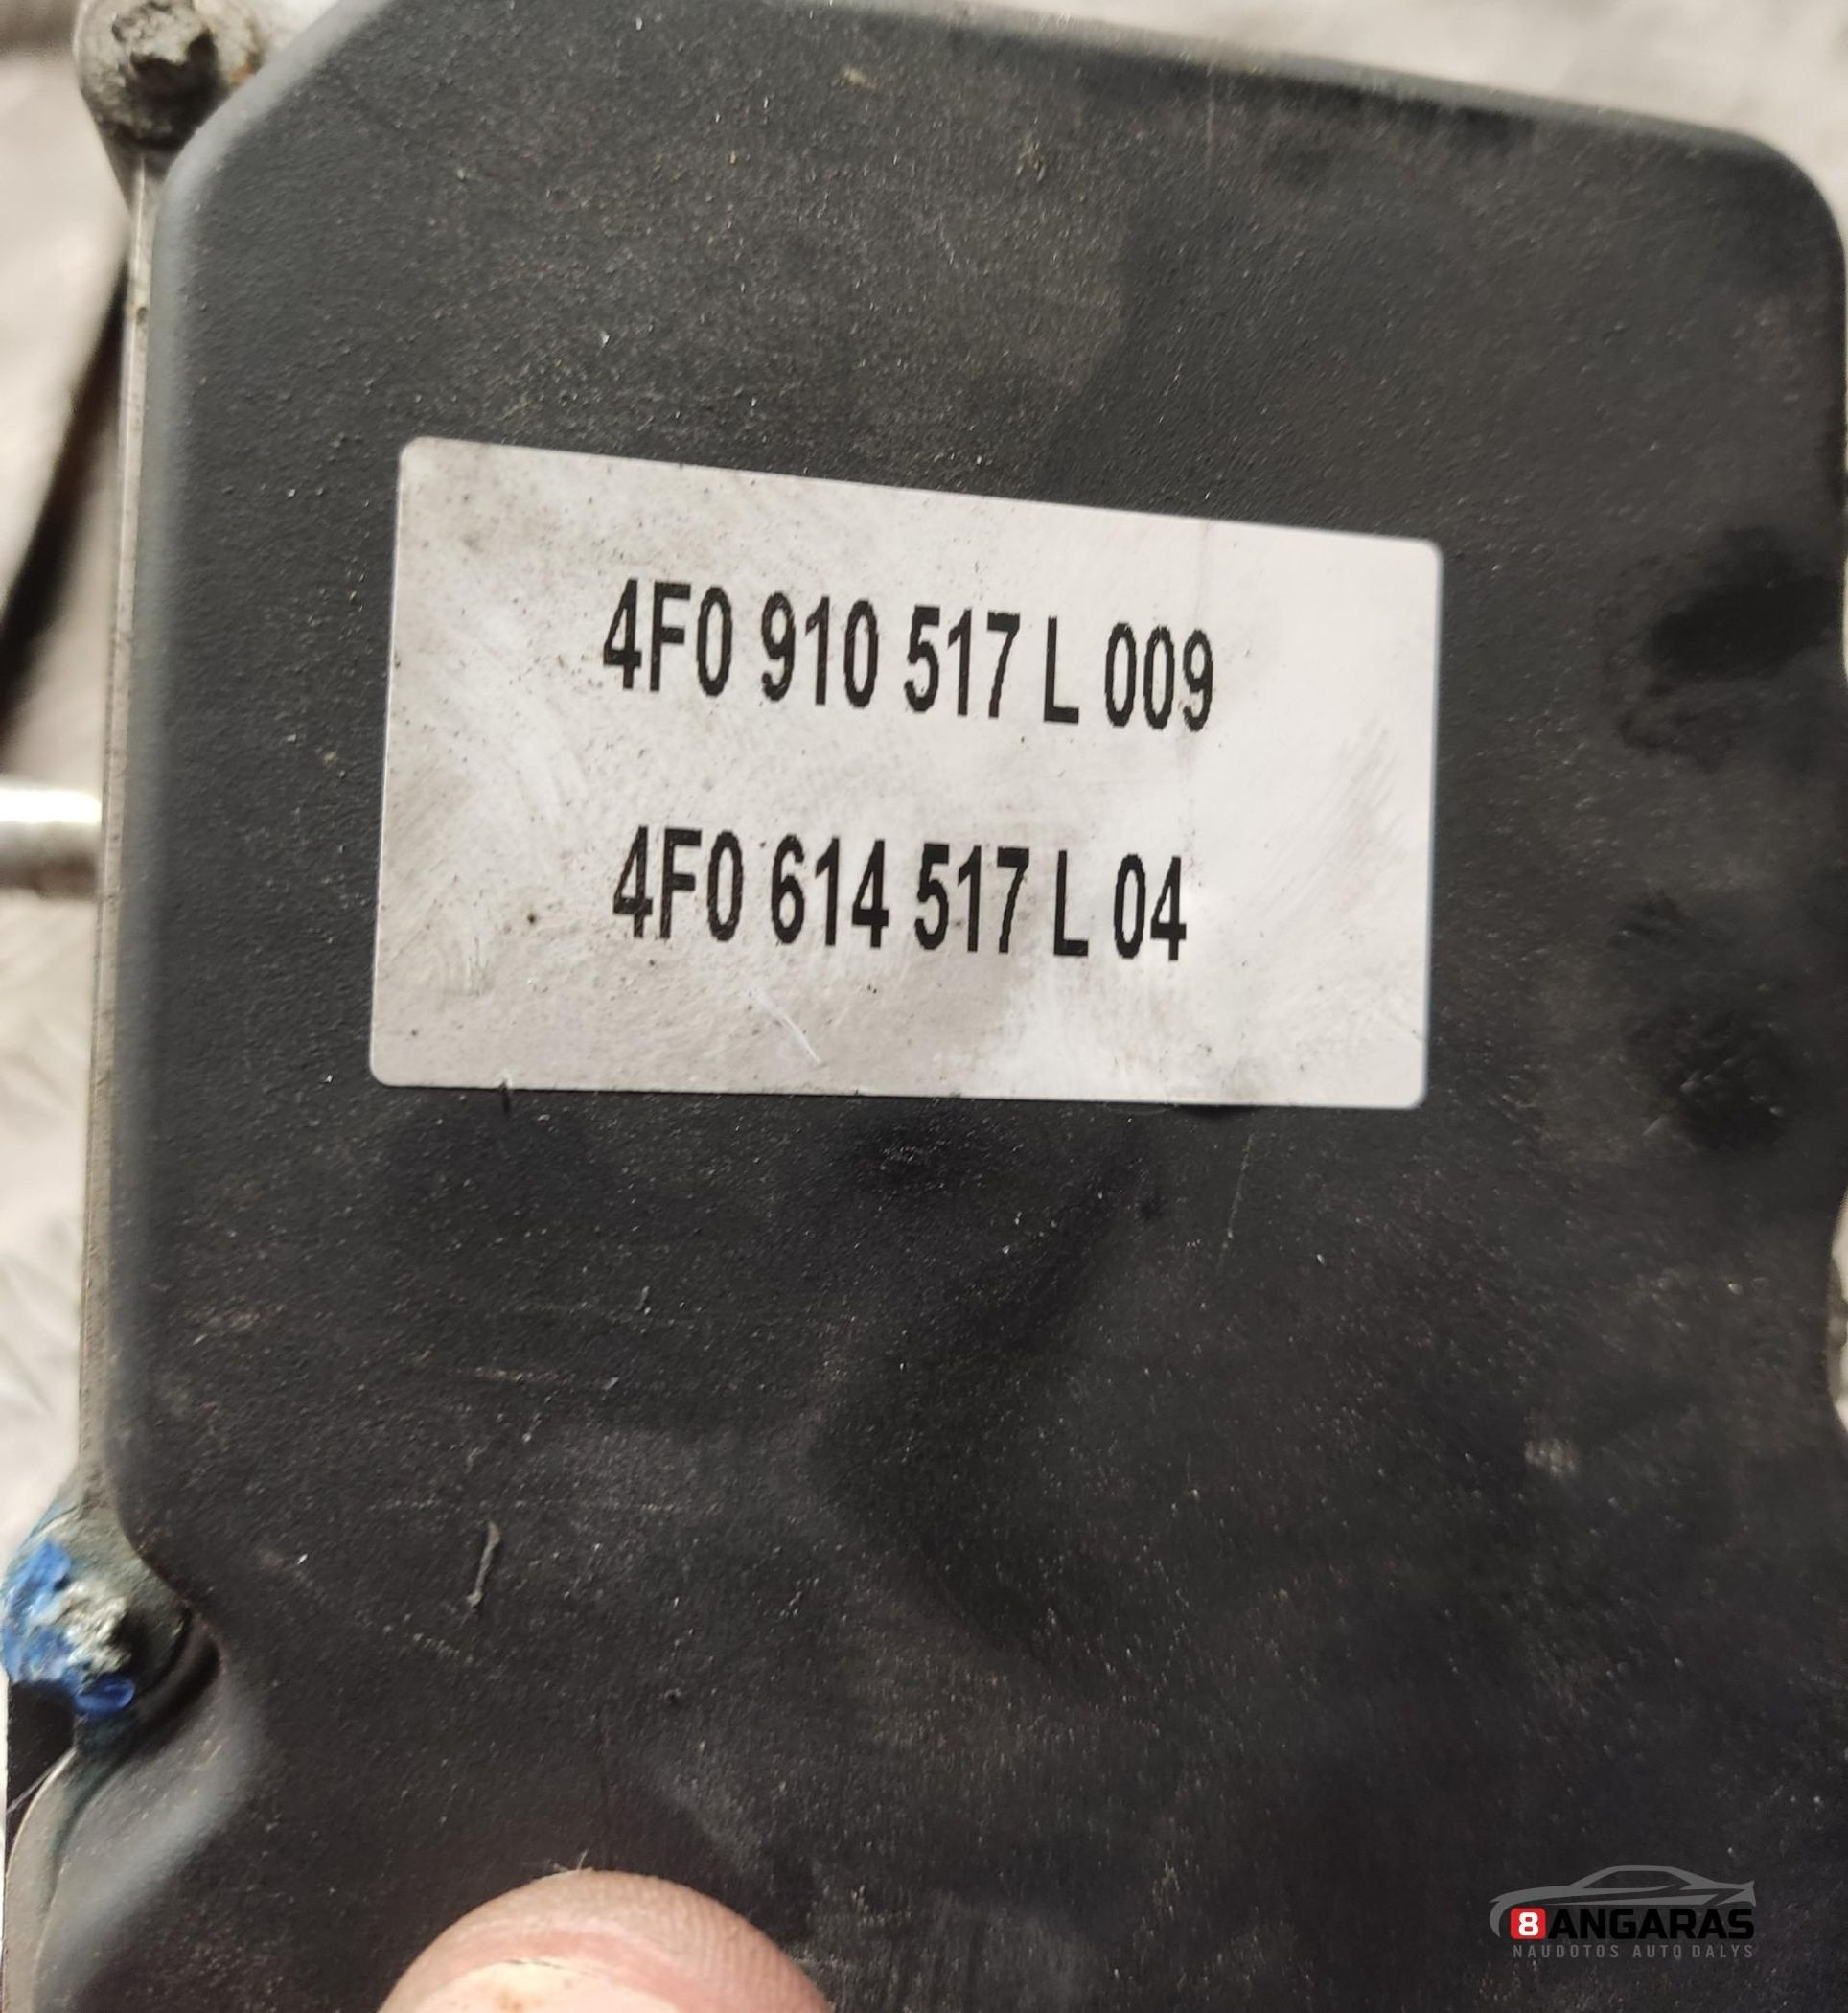 4F0 910 517 L 009
4F0 614 517 L 04
8ANGARAS
NAUDOTOS AUTO DALYS